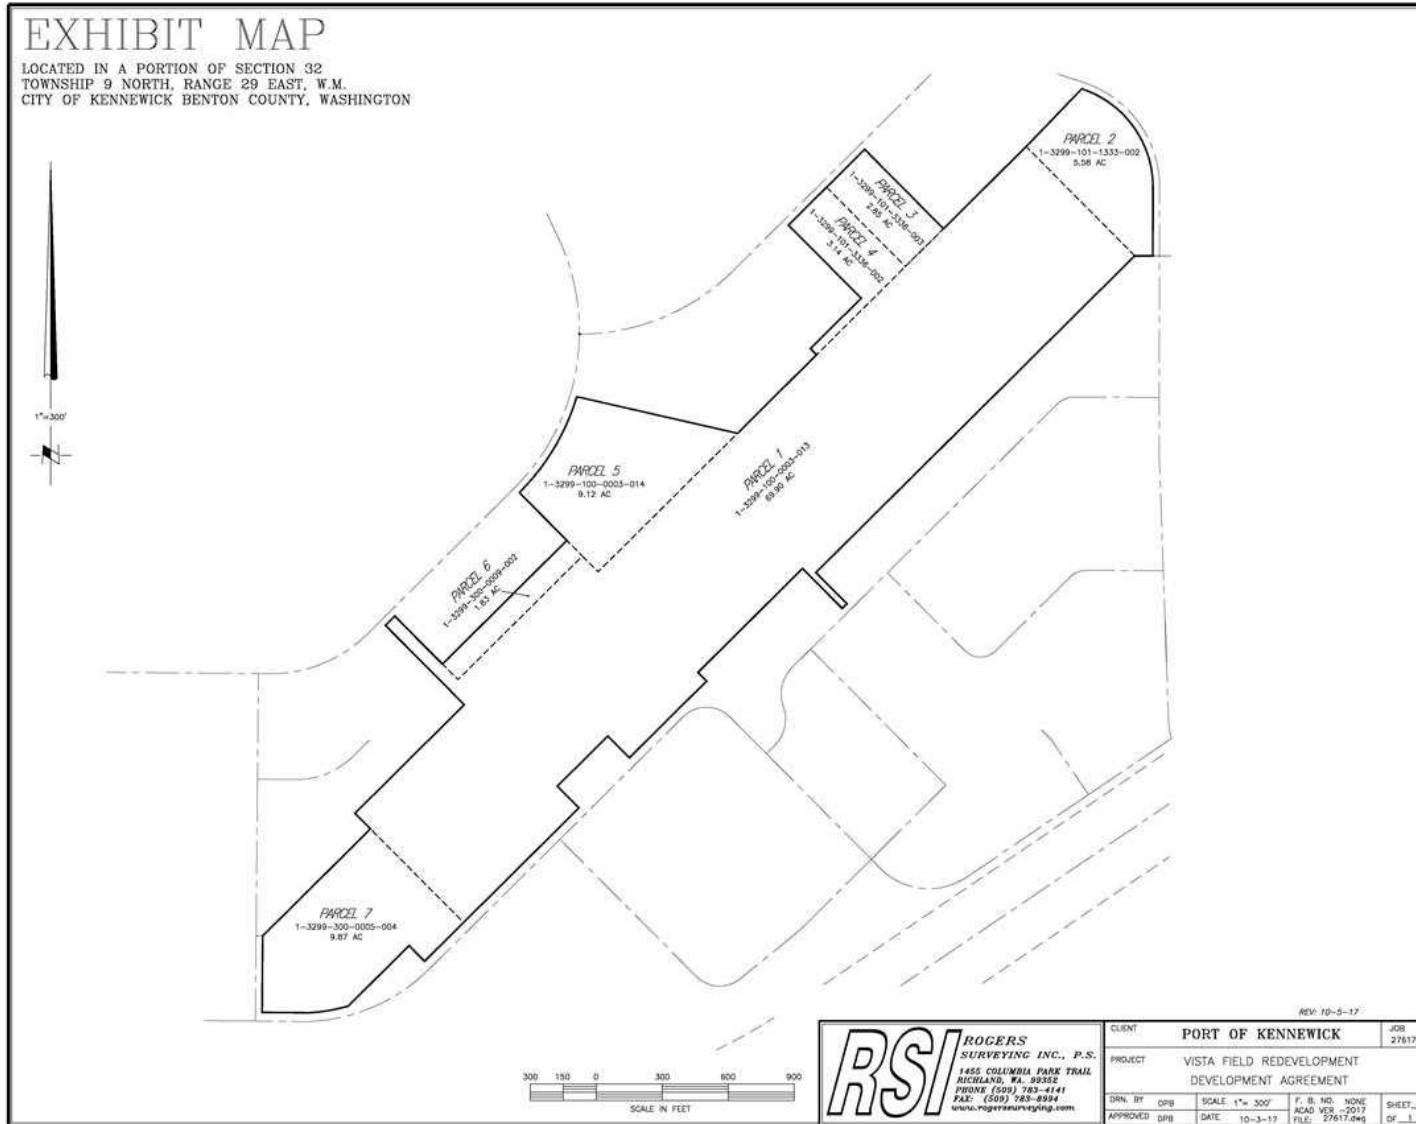 EXHIBIT MAP
LOCATED IN A PORTION OF SECTION 32
TOWNSHIP 9 NORTH, RANGE 29 EAST, W.M.
CITY OF KENNEWICK BENTON COUNTY, WASHINGTON
1"=300'
PARCEL 2
1-3299-101-1333-002
5.58 AC
PARCEL 3
1-3299-101-3336-003
2.85 AC
PARCEL 4
1-3299-101-3336-002
3.14 AC
PARCEL 1
1-3299-100-0003-013
69.90 AC
PARCEL 5
1-3299-100-0003-014
9.12 AC
PARCEL 6
1-3299-300-0009-002
1.83 AC
PARCEL 7
1-3299-300-0005-004
9.87 AC
300 150 0 300 600 900
SCALE IN FEET
REV: 10-5-17
RSI
ROGERS
SURVEYING INC., P.S.
1455 COLUMBIA PARK TRAIL
RICHLAND, WA. 99352
PHONE (509) 783-4141
FAX: (509) 783-8994
www.rogerssurveying.com
CLIENT PORT OF KENNEWICK
JOB
27617
PROJECT VISTA FIELD REDEVELOPMENT
DEVELOPMENT AGREEMENT
DRN. BY DPB
SCALE 1"= 300'
F. B. NO. NONE
ACAD VER -2017
FILE: 27617.dwg
SHEET
APPROVED DPB
DATE 10-3-17
OF 1